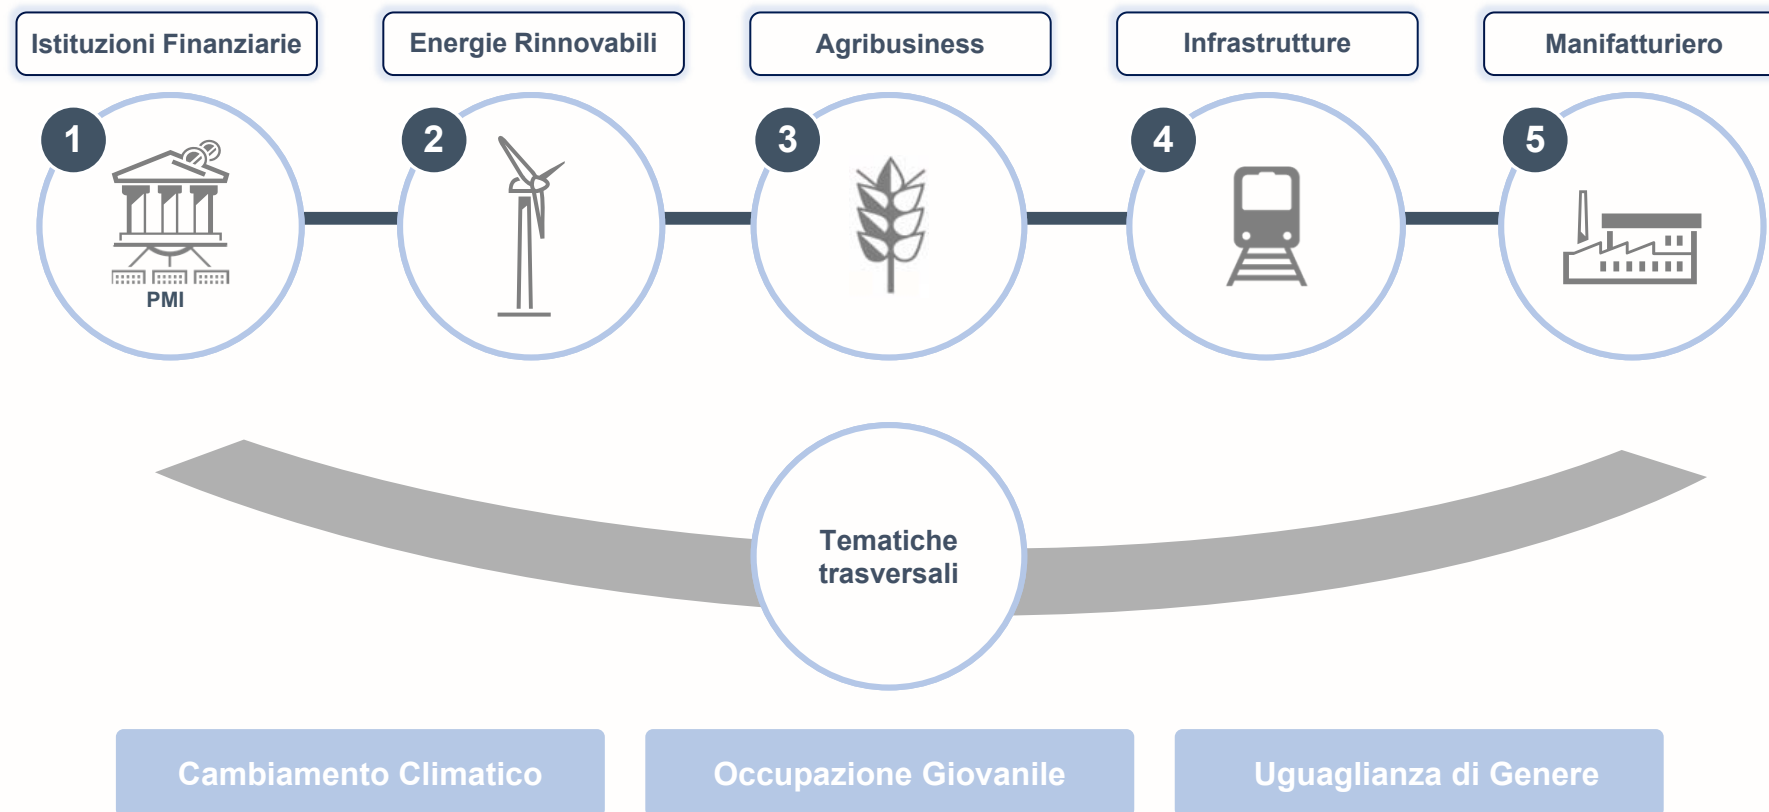 Istituzioni Finanziarie
Energie Rinnovabili
Agribusiness
Infrastrutture
Manifatturiero
1
2
3
4
5
PMI
Tematiche
trasversali
Cambiamento Climatico
Occupazione Giovanile
Uguaglianza di Genere